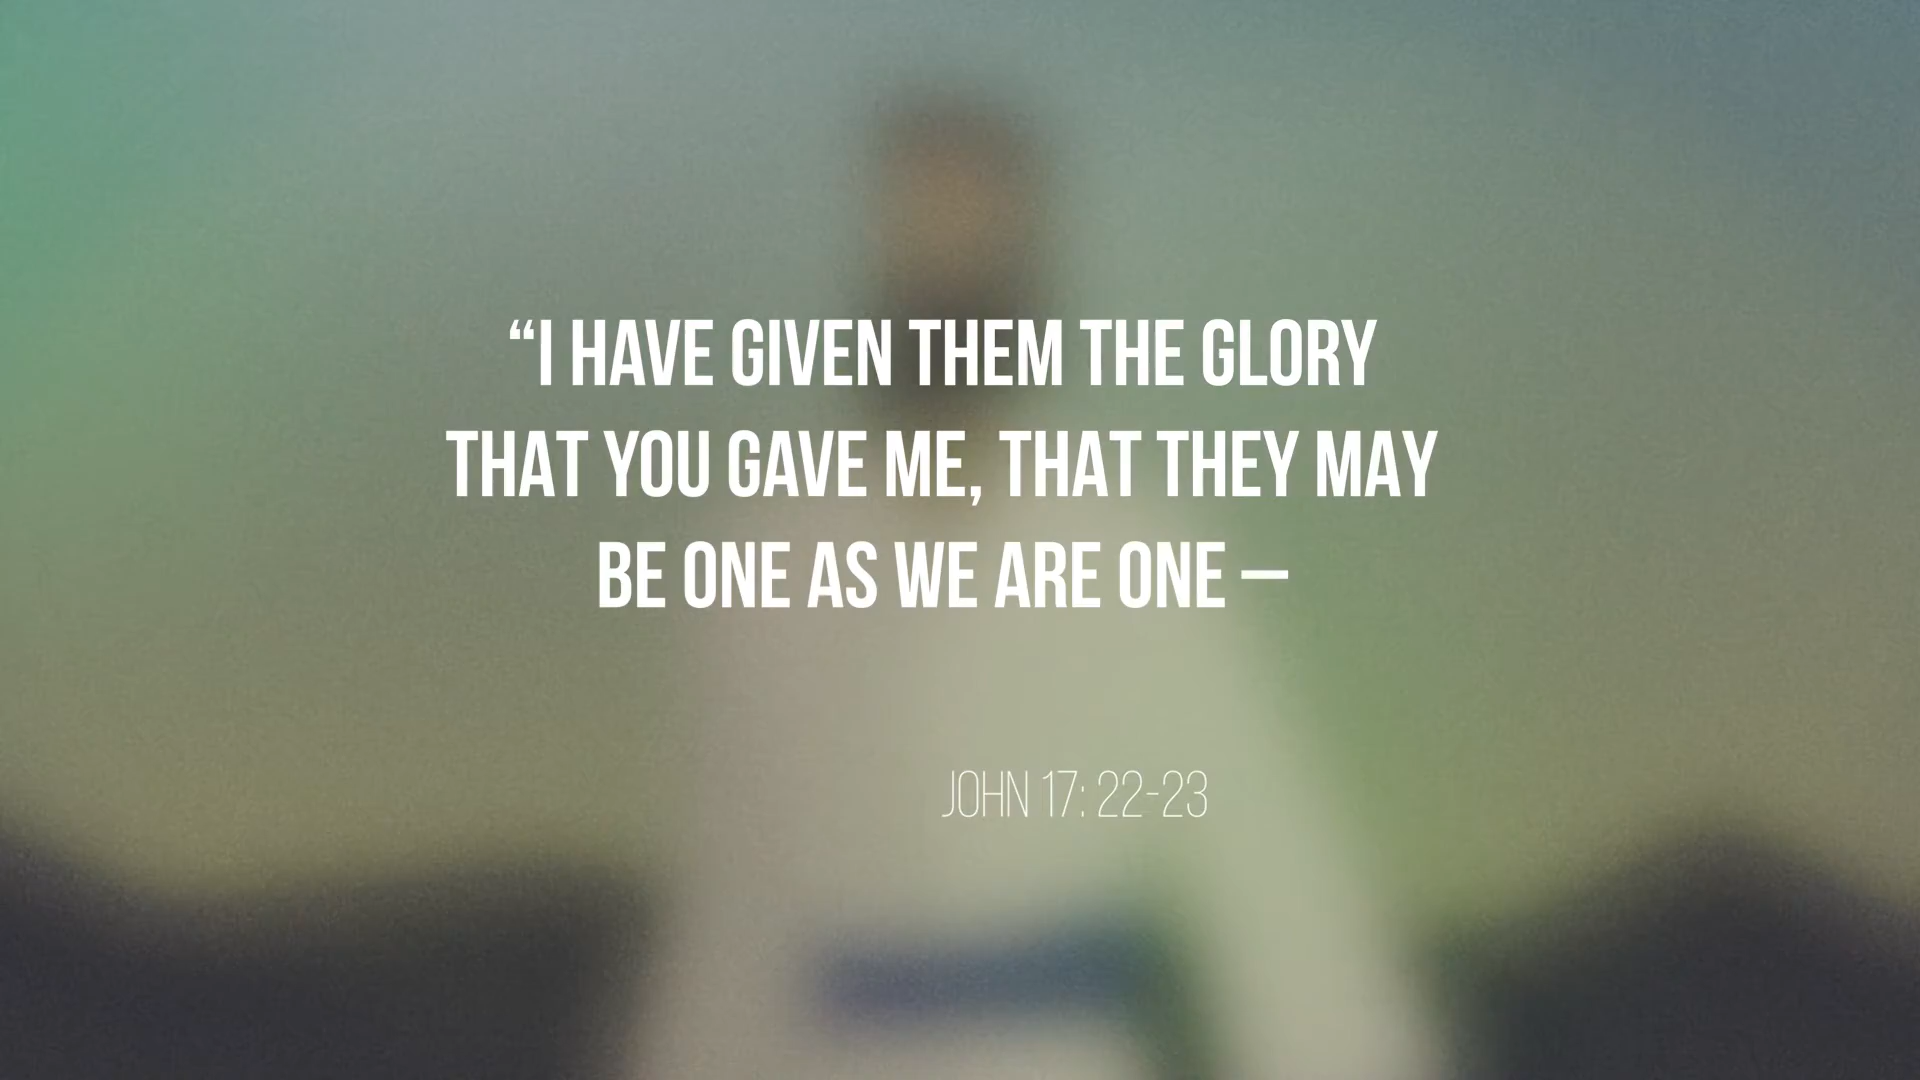 “I HAVE GIVEN THEM THE GLORY
THAT YOU GAVE ME, THAT THEY MAY
BE ONE AS WE ARE ONE –
JOHN 17: 22-23